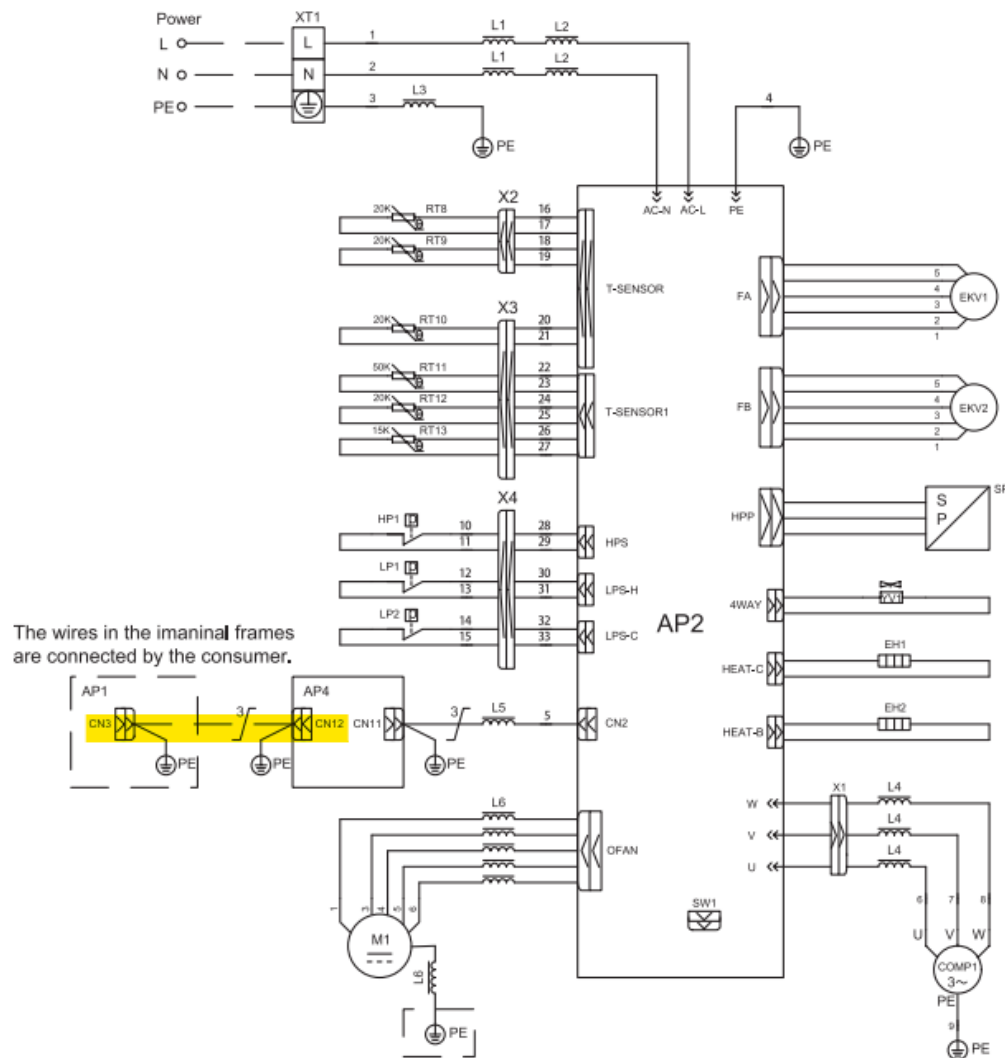 Power
XT1
L
L
1
L1
L2
N
N
2
L1
L2
PE
3
L3
PE
4
PE
AC-N
AC-L
PE
X2
20K
RT8
16
17
20K
RT9
18
19
T-SENSOR
X3
20K
RT10
20
21
50K
RT11
22
23
20K
RT12
24
25
T-SENSOR1
15K
RT13
26
27
X4
HP1
P
10
28
11
29
HPS
LP1
P
12
30
13
31
LPS-H
LP2
P
14
32
15
33
LPS-C
AP2
FA
5
4
3
2
1
EKV1
FB
5
4
3
2
1
EKV2
HPP
S
P
SP
4WAY
YV1
HEAT-C
EH1
HEAT-B
EH2
The wires in the imaninal frames
are connected by the consumer.
AP1
CN3
3
PE
PE
AP4
CN12
CN11
3
L5
5
CN2
PE
L6
OFAN
1
3
4
5
6
M1
L6
PE
SW1
W
V
U
X1
L4
L4
L4
6
7
8
U
V
W
COMP1
3~
PE
9
PE